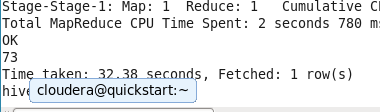 Stage-Stage-1: Map: 1  Reduce: 1   Cumulative C
Total MapReduce CPU Time Spent: 2 seconds 780 m
OK
73
Time taken: 32.38 seconds, Fetched: 1 row(s)
hive
cloudera@quickstart:~